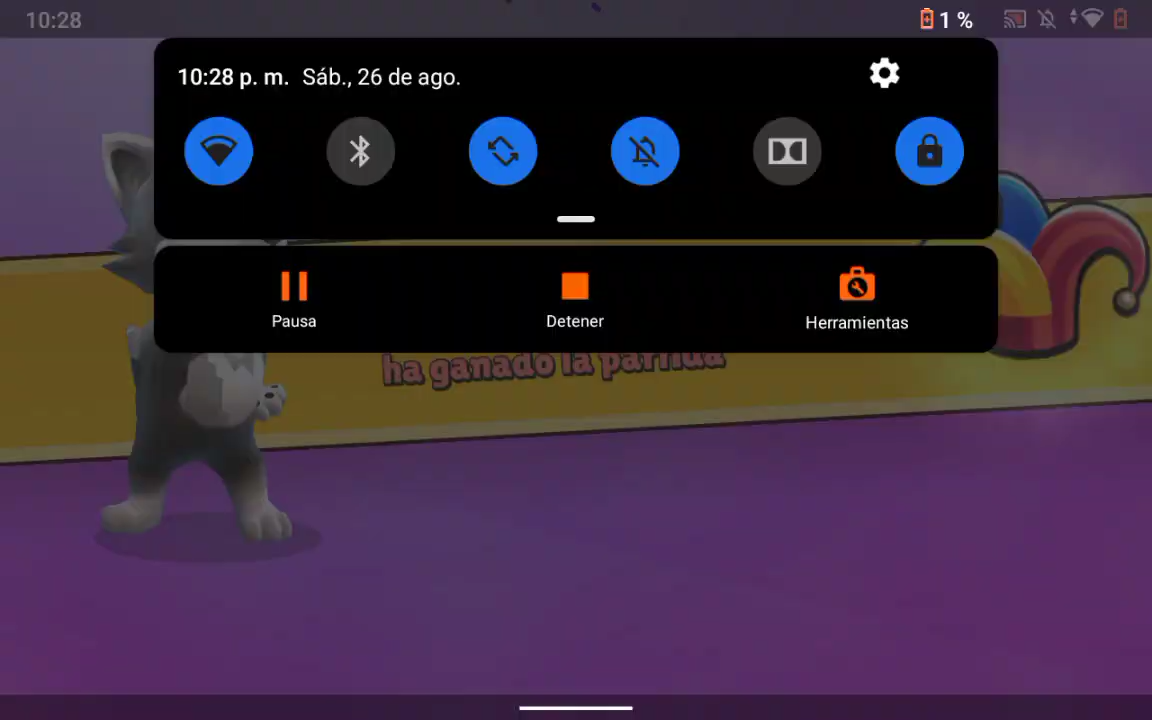 10:28
1 %
10:28 p. m. Sáb., 26 de ago.
Pausa
Detener
Herramientas
ha ganado la partida